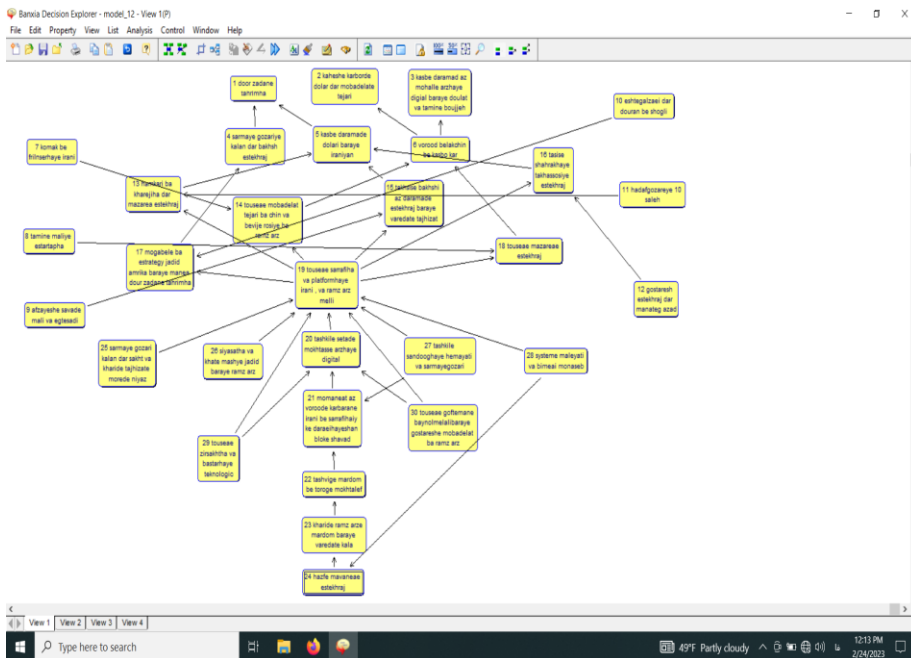 Banxia Decision Explorer - model_12 - View 1(P)
File Edit Property View List Analysis Control Window Help
1 door zadane
tahrimha
2 kaheshe karborde
dolar dar mobadelate
tejari
3 kasbe daramad az
mohalle arzhaye
digial baraye doulat
va tamine boujjeh
10 eshtegalzaei dar
douran be shogli
4 sarmaye gozariye
kalan dar bakhsh
estekhraj
5 kasbe daramade
dolari baraye
iraniyan
6 vorood belakchin
be kasbo kar
7 komak be
frilnserhaye irani
16 tasise
shahrakhaye
takhassosiye
estekhraj
13 hamkari ba
kharejiha dar
mazarea estekhraj
14 touseae mobadelat
tejari ba chin va
bevije rosiye be
ramz arz
15 takhsise bakhshi
az daramade
estekhraj baraye
varedate tajhizat
11 hadafgozareye 10
saleh
8 tamine maliye
estartapha
17 mogabele ba
estrategy jadid
amrika baraye manea
dour zadane tahrimha
18 touseae mazareae
estekhraj
19 touseae sarrafiha
va platformhaye
irani , va ramz arz
melli
12 gostaresh
estekhraj dar
manateg azad
9 afzayeshe savade
mali va egtesadi
25 sarmaye gozari
kalan dar sakht va
kharide tajhizate
morede niyaz
26 siyasatha va
khate mashye jadid
baraye ramz arz
20 tashkile setade
mokhtasse arzhaye
digital
27 tashkile
sandooghaye hemayati
va sarmayegozari
28 systeme maleyati
va bimeai monaseb
21 momaneat az
voroode karbarane
irani be sarrafihaiy
ke daraeihayeshan
bloke shavad
30 touseae goftemane
baynolmelalibaraye
gostareshe mobadelat
ba ramz arz
29 touseae
zirsakhtha va
bastarhaye
teknologic
22 tashvige mardom
be toroge mokhtalef
23 kharide ramz arze
mardom baraye
varedate kala
24 hazfe mavaneae
estekhraj
View 1 View 2 View 3 View 4
Type here to search
49°F Partly cloudy
12:13 PM
2/24/2023